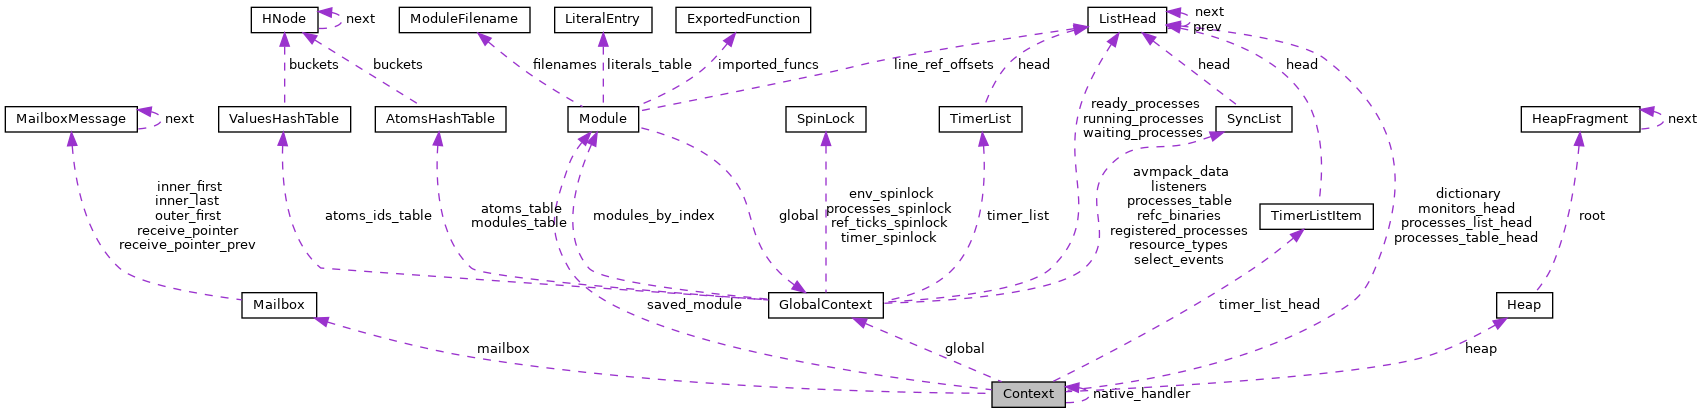 HNode
next
ModuleFilename
LiteralEntry
ExportedFunction
ListHead
next
prev
buckets
buckets
filenames
literals_table
imported_funcs
line_ref_offsets
head
head
head
MailboxMessage
next
ValuesHashTable
AtomsHashTable
Module
SpinLock
TimerList
ready_processes
running_processes
waiting_processes
SyncList
HeapFragment
next
inner_first
inner_last
outer_first
receive_pointer
receive_pointer_prev
atoms_ids_table
atoms_table
modules_table
modules_by_index
global
env_spinlock
processes_spinlock
ref_ticks_spinlock
timer_spinlock
timer_list
avmpack_data
listeners
processes_table
refc_binaries
registered_processes
resource_types
select_events
TimerListItem
dictionary
monitors_head
processes_list_head
processes_table_head
root
Mailbox
saved_module
GlobalContext
timer_list_head
Heap
mailbox
global
heap
Context
native_handler